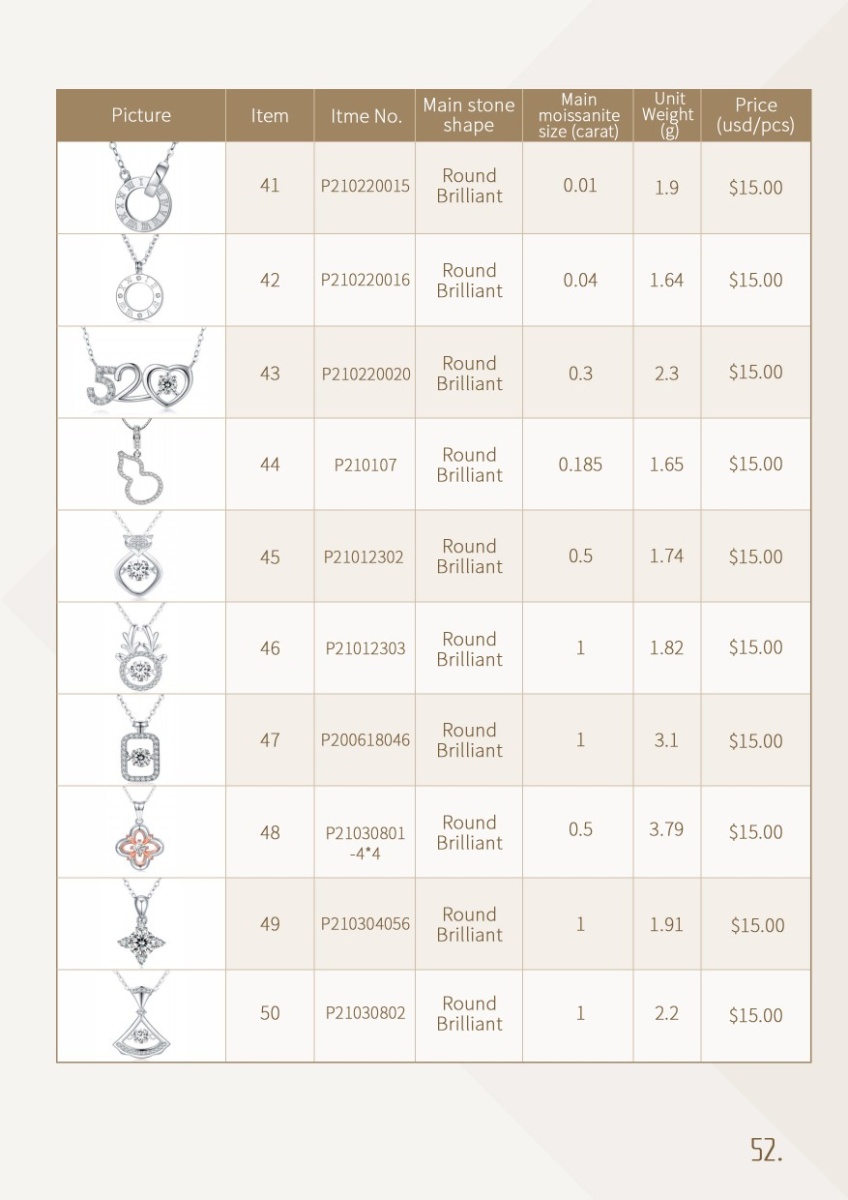 Picture
Item
Itme No.
Main stone
shape
Main
moissanite
size (carat)
Unit
Weight
(g)
Price
(usd/pcs)
41
P210220015
Round
Brilliant
0.01
1.9
$15.00
42
P210220016
Round
Brilliant
0.04
1.64
$15.00
520
43
P210220020
Round
Brilliant
0.3
2.3
$15.00
44
P210107
Round
Brilliant
0.185
1.65
$15.00
45
P21012302
Round
Brilliant
0.5
1.74
$15.00
46
P21012303
Round
Brilliant
1
1.82
$15.00
47
P200618046
Round
Brilliant
1
3.1
$15.00
48
P21030801
-4*4
Round
Brilliant
0.5
3.79
$15.00
49
P210304056
Round
Brilliant
1
1.91
$15.00
50
P21030802
Round
Brilliant
1
2.2
$15.00
52.